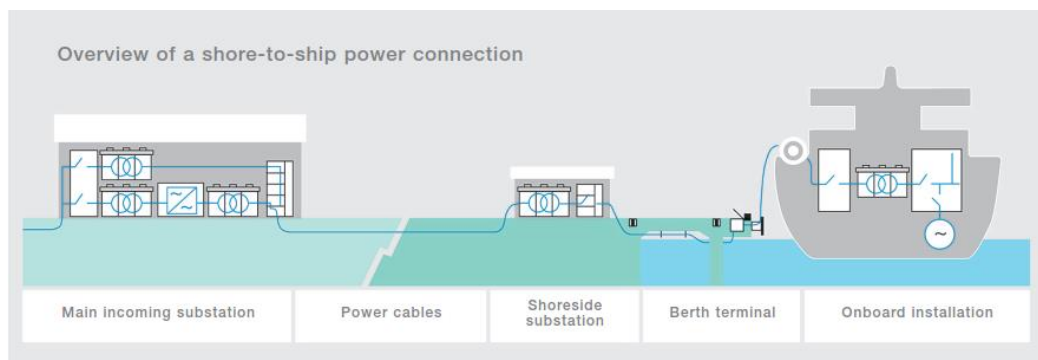 Overview of a shore-to-ship power connection
Main incoming substation
Power cables
Shoreside
substation
Berth terminal
Onboard installation